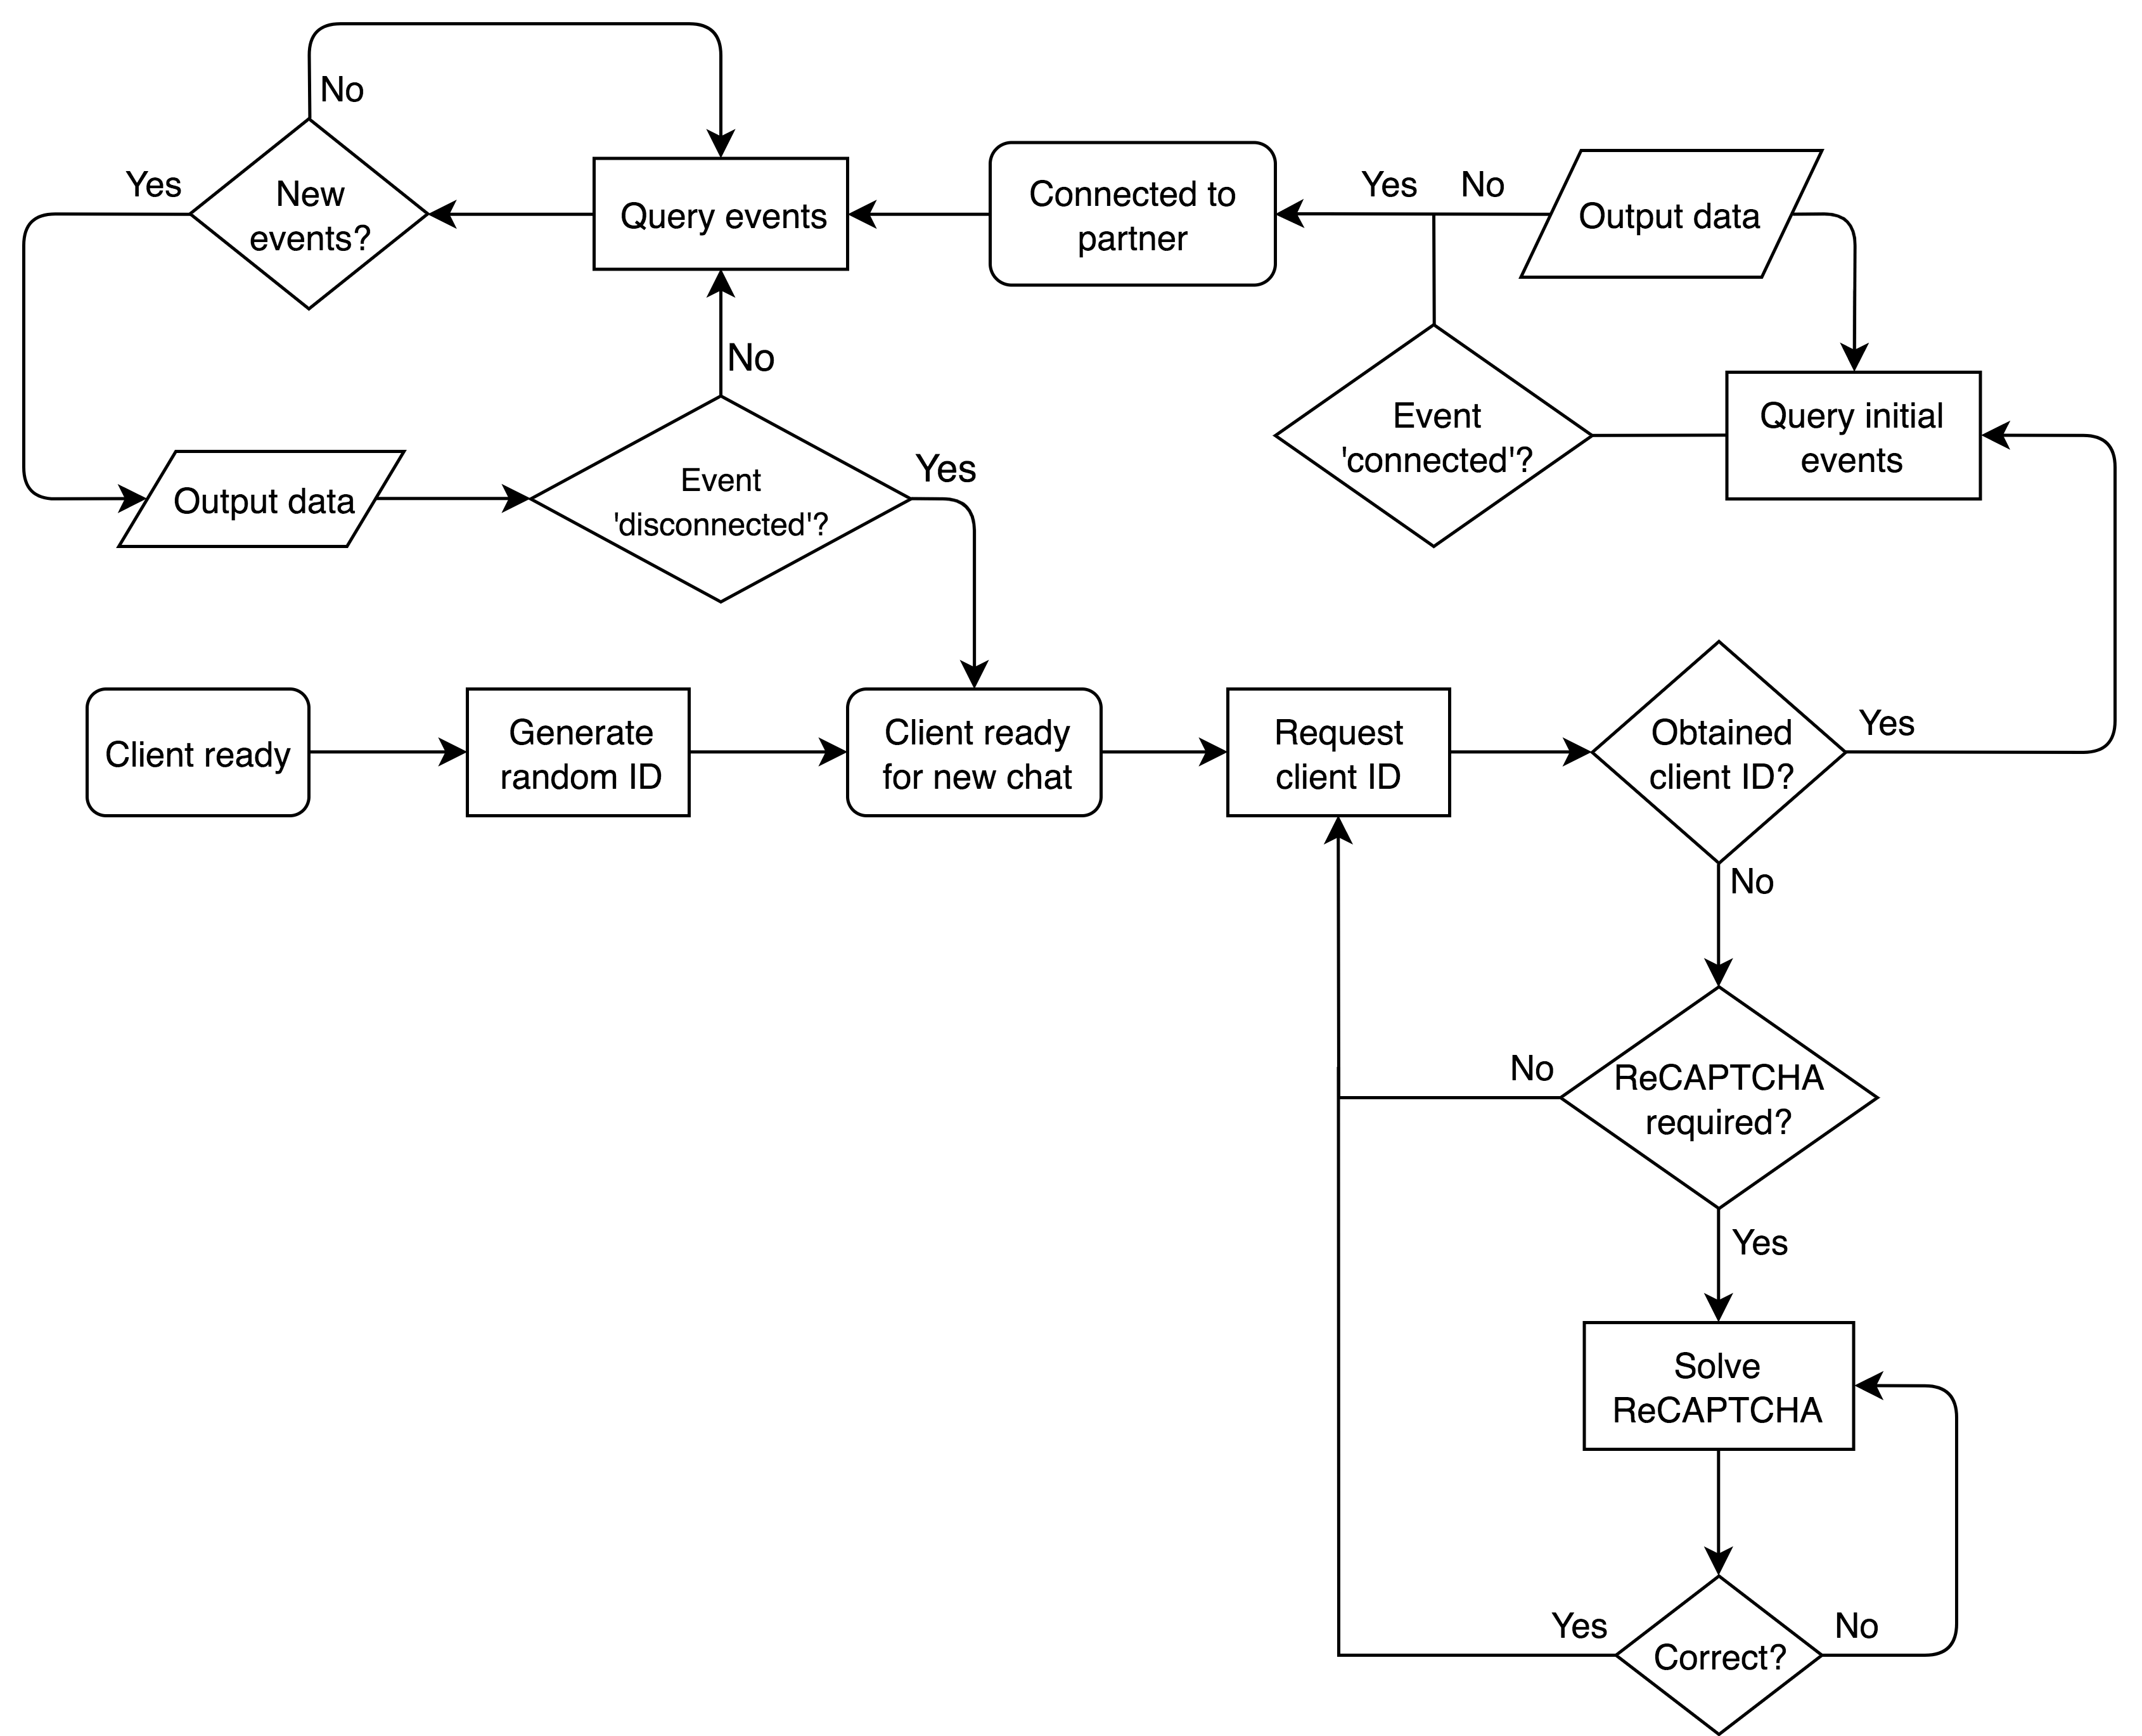 No
Yes
New
events?
Query events
Connected to
partner
Yes
No
Output data
No
Event
'connected'?
Query initial
events
Output data
Event
'disconnected'?
Yes
Client ready
Generate
random ID
Client ready
for new chat
Request
client ID
Obtained
client ID?
Yes
No
No
ReCAPTCHA
required?
Yes
Solve
ReCAPTCHA
Yes
Correct?
No